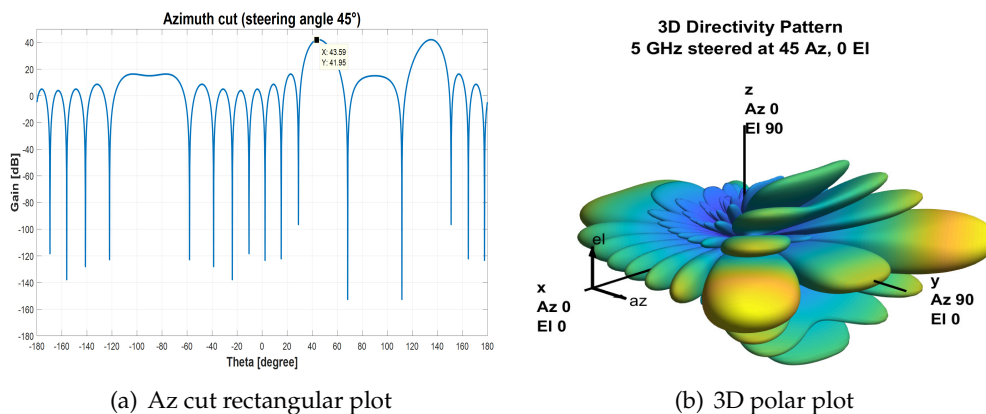 Azimuth cut (steering angle 45°)
X: 43.59
Y: 41.95
Gain [dB]
40
20
0
-20
-40
-60
-80
-100
-120
-140
-160
-180
-180 -160 -140 -120 -100 -80 -60 -40 -20 0 20 40 60 80 100 120 140 160 180
Theta [degree]
(a) Az cut rectangular plot
3D Directivity Pattern
5 GHz steered at 45 Az, 0 El
z
Az 0
El 90
el
az
x
Az 0
El 0
y
Az 90
El 0
(b) 3D polar plot